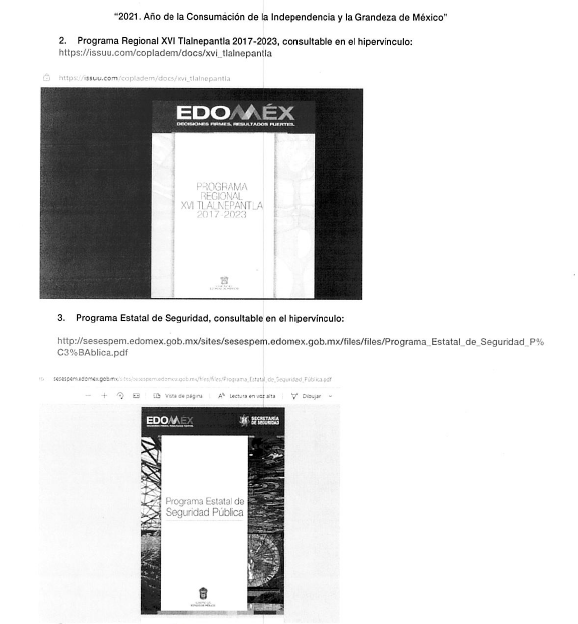 “2021. Año de la Consumación de la Independencia y la Grandeza de México”
2. Programa Regional XVI Tlalnepantla 2017-2023, consultable en el hipervínculo:
https://issuu.com/copladem/docs/xvi_tlalnepantla
https://issuu.com/copladem/docs/xvi_tlalnepantla
EDOMÉX
DECISIONES FIRMES, RESULTADOS FUERTES.
PROGRAMA
REGIONAL
XVI TLALNEPANTLA
2017-2023
3. Programa Estatal de Seguridad, consultable en el hipervínculo:
http://sesespem.edomex.gob.mx/sites/sesespem.edomex.gob.mx/files/files/Programa_Estatal_de_Seguridad_P%
C3%BAblica.pdf
sesespem.edomex.gob.mx/sites/sesespem.edomex.gob.mx/files/files/Programa_Estatal_de_Seguridad_Pública.pdf
Vista de página
Lectura en voz alta
Dibujar
EDOMÉX
SECRETARÍA
DE SEGURIDAD
Programa Estatal de
Seguridad Pública